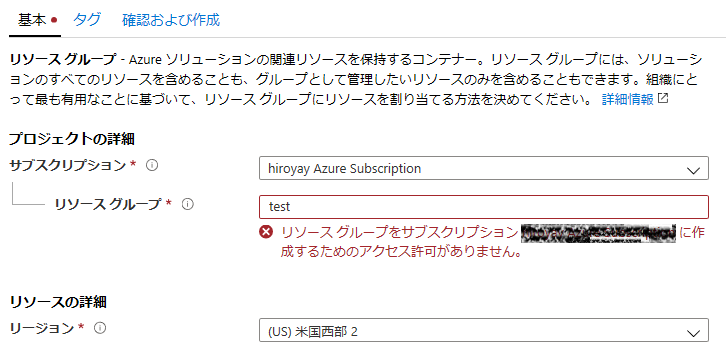 基本 タグ 確認および作成
リソース グループ - Azure ソリューションの関連リソースを保持するコンテナー。リソース グループには、ソリューショ
ンのすべてのリソースを含めることも、グループとして管理したいリソースのみを含めることもできます。組織にと
って最も有用なことに基づいて、リソース グループにリソースを割り当てる方法を決めてください。 詳細情報
プロジェクトの詳細
サブスクリプション * hiroyay Azure Subscription
リソース グループ * test
リソース グループをサブスクリプション に作
成するためのアクセス許可がありません。
リソースの詳細
リージョン * (US) 米国西部 2